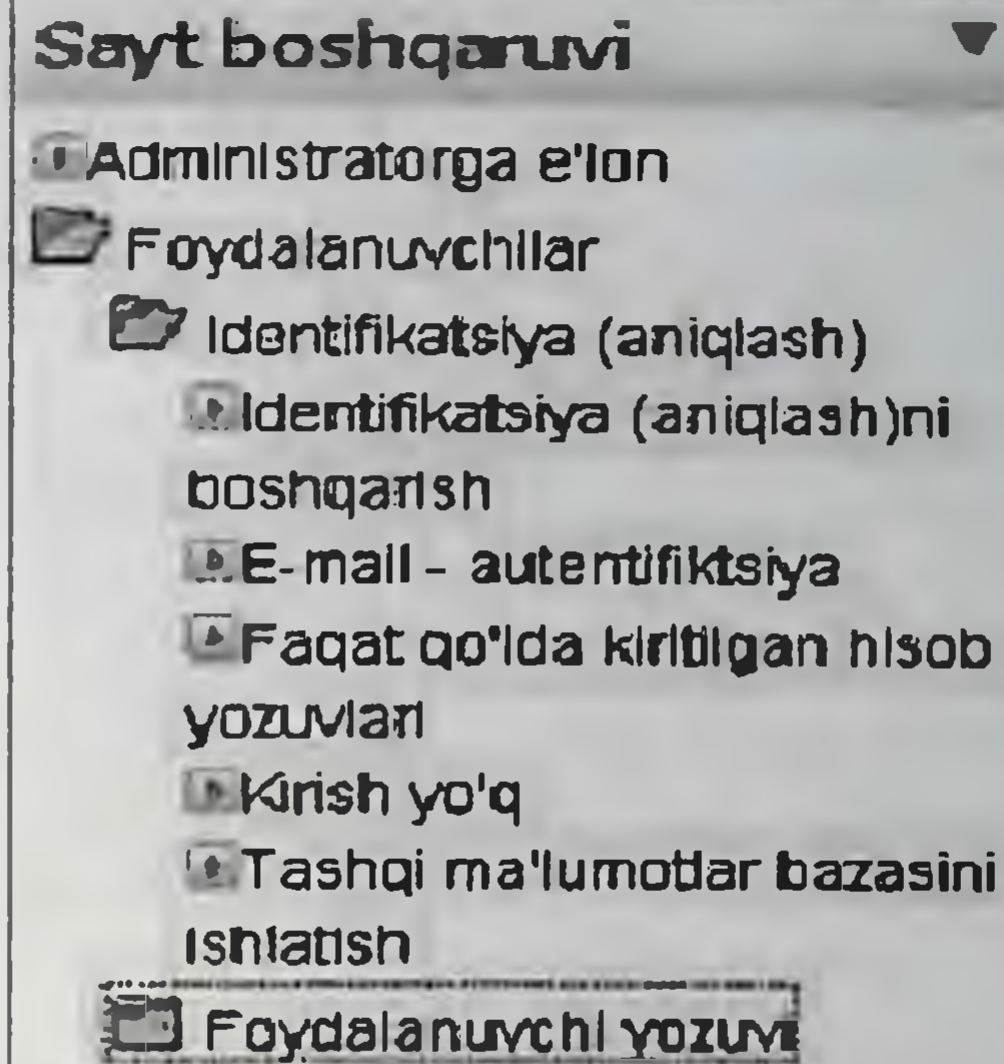 Sayt boshqaruvi
Administratorga e'lon
Foydalanuvchilar
Identifikatsiya (aniqlash)
Identifikatsiya (aniqlash)ni
boshqarish
E-mail - autentifiktsiya
Faqat qo'lda kiritilgan hisob
yozuvlari
Kirish yo'q
Tashqi ma'lumotlar bazasini
ishlatish
Foydalanuvchi yozuvi